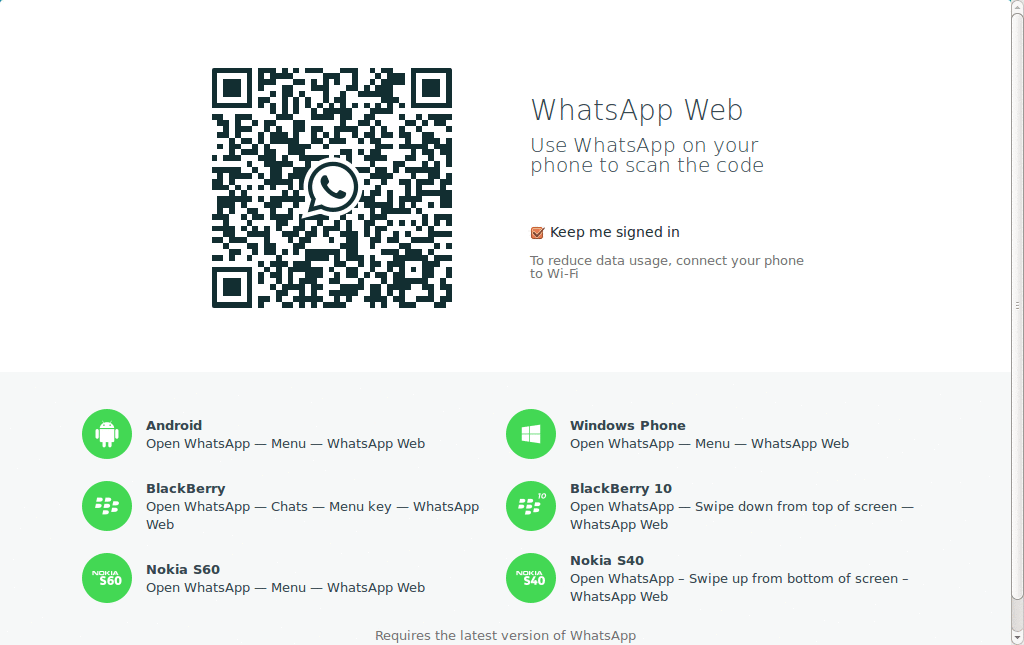 WhatsApp Web
Use WhatsApp on your
phone to scan the code
Keep me signed in
To reduce data usage, connect your phone
to Wi-Fi
Android
Open WhatsApp — Menu — WhatsApp Web
Windows Phone
Open WhatsApp — Menu — WhatsApp Web
BlackBerry
Open WhatsApp — Chats — Menu key — WhatsApp
Web
10
BlackBerry 10
Open WhatsApp — Swipe down from top of screen —
WhatsApp Web
NOKIA
S60
Nokia S60
Open WhatsApp — Menu — WhatsApp Web
NOKIA
S40
Nokia S40
Open WhatsApp – Swipe up from bottom of screen –
WhatsApp Web
Requires the latest version of WhatsApp